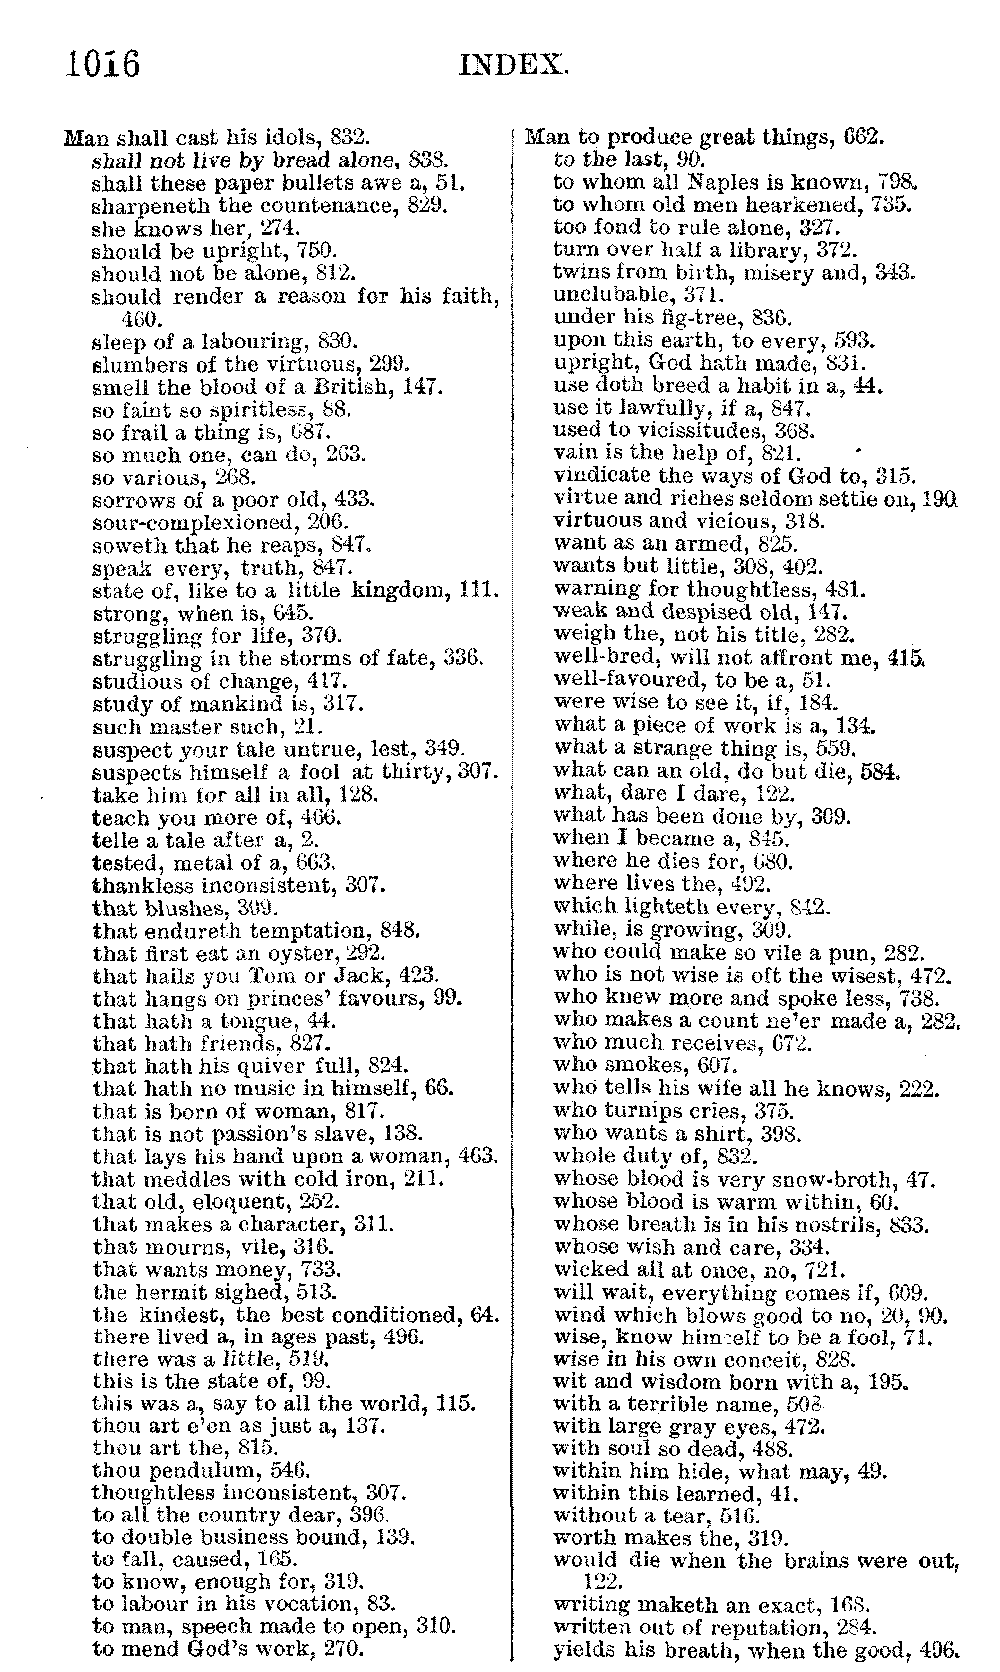 1016
INDEX.
Man shall cast his idols, 832.
shall not live by bread alone, 838.
shall these paper bullets awe a, 51.
sharpeneth the countenance, 829.
she knows her, 274.
should be upright, 750.
should not be alone, 812.
should render a reason for his faith,
460.
sleep of a labouring, 830.
slumbers of the virtuous, 299.
smell the blood of a British, 147.
so faint so spiritless, 88.
so frail a thing is, 687.
so much one, can do, 263.
so various, 268.
sorrows of a poor old, 433.
sour-complexioned, 206.
soweth that he reaps, 847.
speak every, truth, 847.
state of, like to a little kingdom, 111.
strong, when is, 645.
struggling for life, 370.
struggling in the storms of fate, 336.
studious of change, 417.
study of mankind is, 317.
such master such, 21.
suspect your tale untrue, lest, 349.
suspects himself a fool at thirty, 307.
take him for all in all, 128.
teach you more of, 466.
telle a tale after a, 2.
tested, metal of a, 663.
thankless inconsistent, 307.
that blushes, 309.
that endureth temptation, 848.
that first eat an oyster, 292.
that hails you Tom or Jack, 423.
that hangs on princes' favours, 99.
that hath a tongue, 44.
that hath friends, 827.
that hath his quiver full, 824.
that hath no music in himself, 66.
that is born of woman, 817.
that is not passion's slave, 138.
that lays his hand upon a woman, 463.
that meddles with cold iron, 211.
that old, eloquent, 252.
that makes a character, 311.
that mourns, vile, 316.
that wants money, 733.
the hermit sighed, 513.
the kindest, the best conditioned, 64.
there lived a, in ages past, 496.
there was a little, 519.
this is the state of, 99.
this was a, say to all the world, 115.
thou art e'en as just a, 137.
thou art the, 815.
thou pendulum, 546.
thoughtless inconsistent, 307.
to all the country dear, 396.
to double business bound, 139.
to fall, caused, 165.
to know, enough for, 319.
to labour in his vocation, 83.
to man, speech made to open, 310.
to mend God's work, 270.
Man to produce great things, 662.
to the last, 90.
to whom all Naples is known, 798.
to whom old men hearkened, 735.
too fond to rule alone, 327.
turn over half a library, 372.
twins from birth, misery and, 343.
unclubable, 371.
under his fig-tree, 836.
upon this earth, to every, 593.
upright, God hath made, 831.
use doth breed a habit in a, 44.
use it lawfully, if a, 847.
used to vicissitudes, 368.
vain is the help of, 821.
vindicate the ways of God to, 315.
virtue and riches seldom settle on, 190.
virtuous and vicious, 318.
want as an armed, 825.
wants but little, 308, 402.
warning for thoughtless, 481.
weak and despised old, 147.
weigh the, not his title, 282.
well-bred, will not affront me, 415.
well-favoured, to be a, 51.
were wise to see it, if, 184.
what a piece of work is a, 134.
what a strange thing is, 559.
what can an old, do but die, 584.
what, dare I dare, 122.
what has been done by, 309.
when I became a, 845.
where he dies for, 680.
where lives the, 492.
which lighteth every, 842.
while, is growing, 309.
who could make so vile a pun, 282.
who is not wise is oft the wisest, 472.
who knew more and spoke less, 738.
who makes a count ne'er made a, 282.
who much receives, 672.
who smokes, 607.
who tells his wife all he knows, 222.
who turnips cries, 375.
who wants a shirt, 398.
whole duty of, 832.
whose blood is very snow-broth, 47.
whose blood is warm within, 60.
whose breath is in his nostrils, 833.
whose wish and care, 334.
wicked all at once, no, 721.
will wait, everything comes if, 609.
wind which blows good to no, 20, 90.
wise, know himself to be a fool, 71.
wise in his own conceit, 828.
wit and wisdom born with a, 195.
with a terrible name, 508
with large gray eyes, 472.
with soul so dead, 488.
within him hide, what may, 49.
within this learned, 41.
without a tear, 516.
worth makes the, 319.
would die when the brains were out,
122.
writing maketh an exact, 168.
written out of reputation, 284.
yields his breath, when the good, 496.